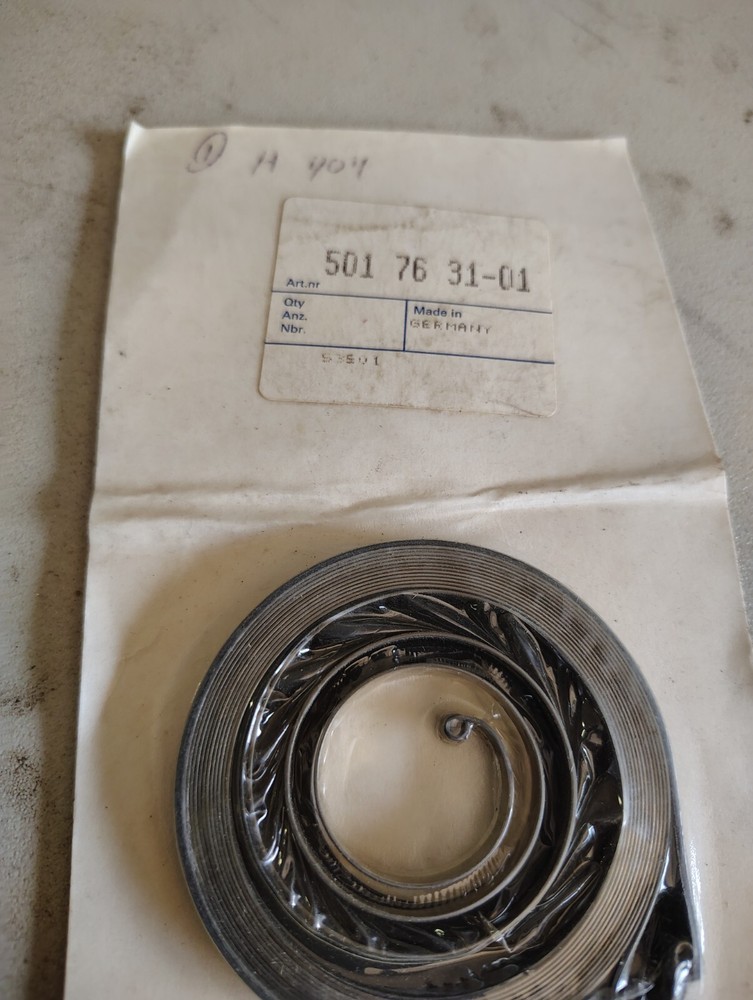 1 H 404
501 76 31-01
Art.nr
Qty
Anz.
Nbr.
Made in
GERMANY